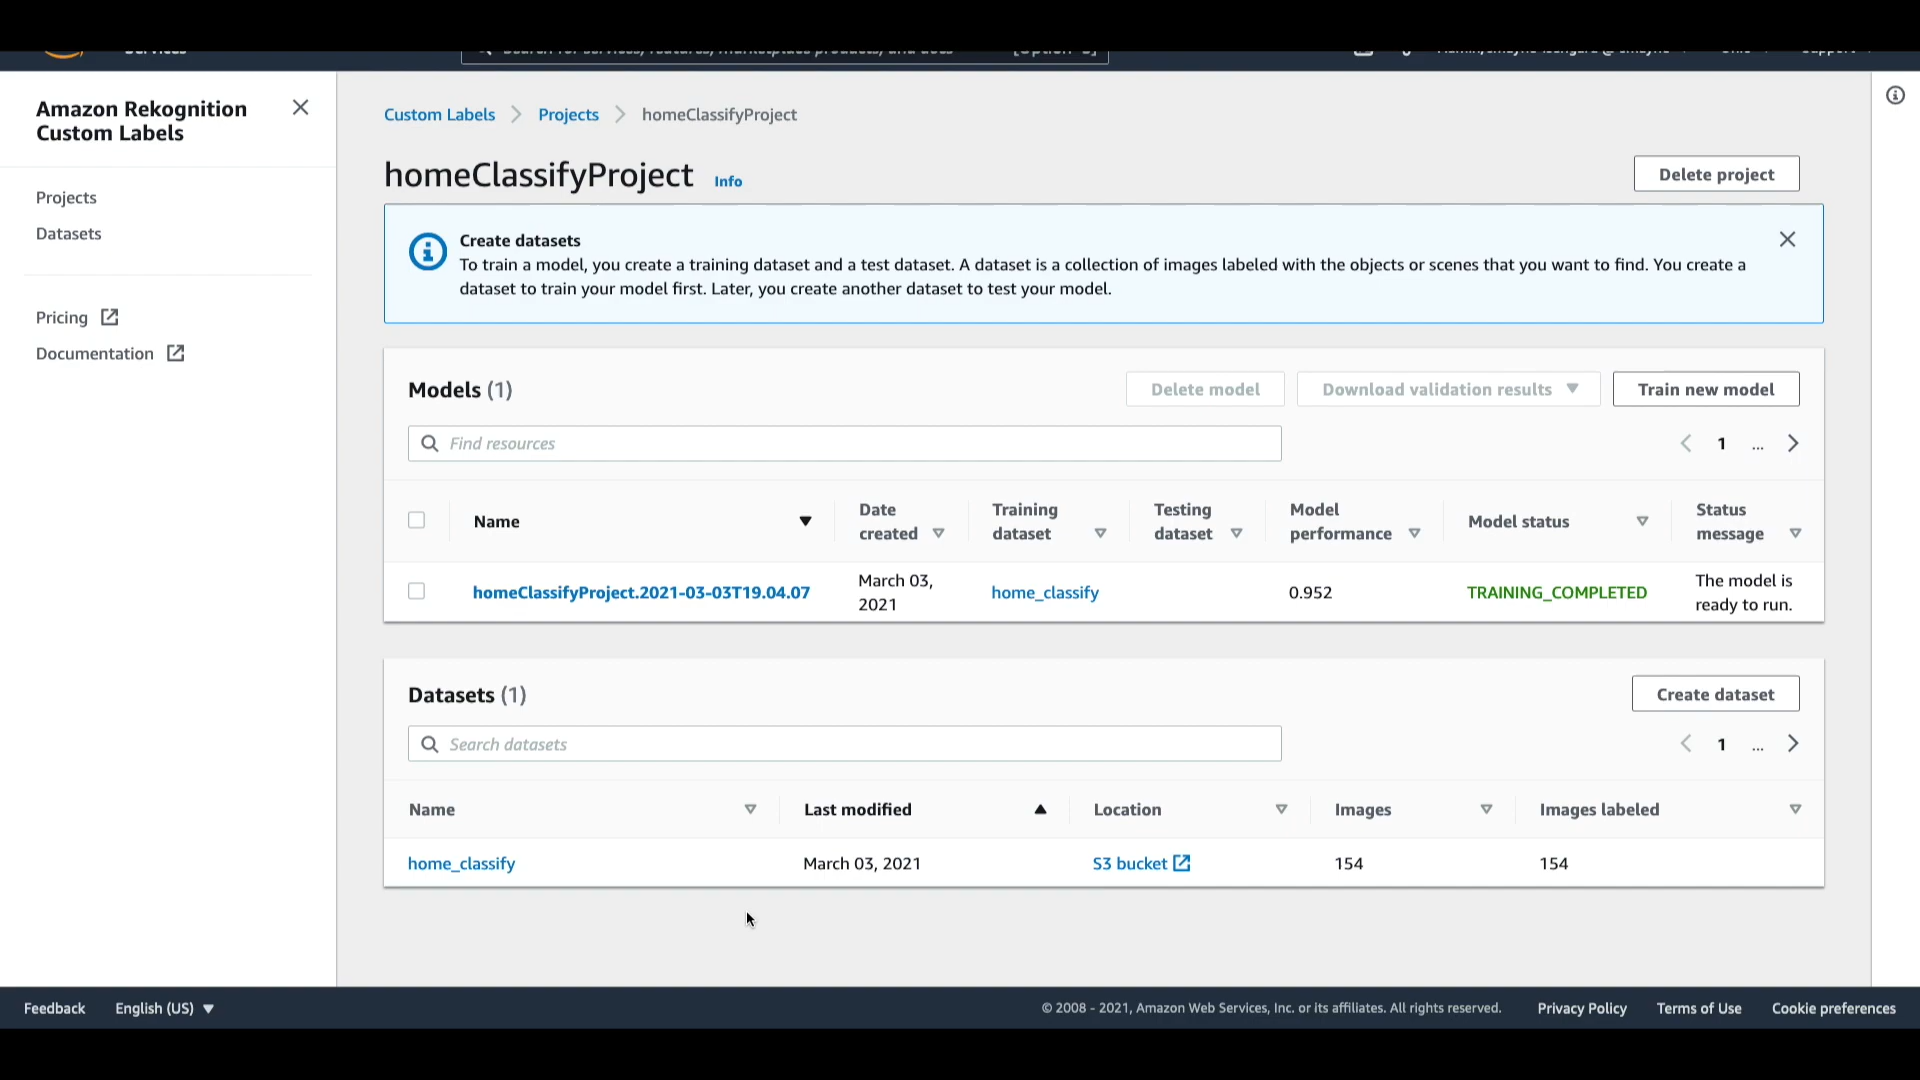 Amazon Rekognition
Custom Labels
Projects
Datasets
Pricing
Documentation
Custom Labels
Projects
homeClassifyProject
homeClassifyProject
Info
Delete project
Create datasets
To train a model, you create a training dataset and a test dataset. A dataset is a collection of images labeled with the objects or scenes that you want to find. You create a
dataset to train your model first. Later, you create another dataset to test your model.
Models (1)
Delete model
Download validation results
Train new model
Find resources
1
...
Name
Date
created
Training
dataset
Testing
dataset
Model
performance
Model status
Status
message
homeClassifyProject.2021-03-03T19.04.07
March 03,
2021
home_classify
0.952
TRAINING_COMPLETED
The model is
ready to run.
Datasets (1)
Create dataset
Search datasets
1
...
Name
Last modified
Location
Images
Images labeled
home_classify
March 03, 2021
S3 bucket
154
154
Feedback
English (US)
© 2008 - 2021, Amazon Web Services, Inc. or its affiliates. All rights reserved.
Privacy Policy
Terms of Use
Cookie preferences